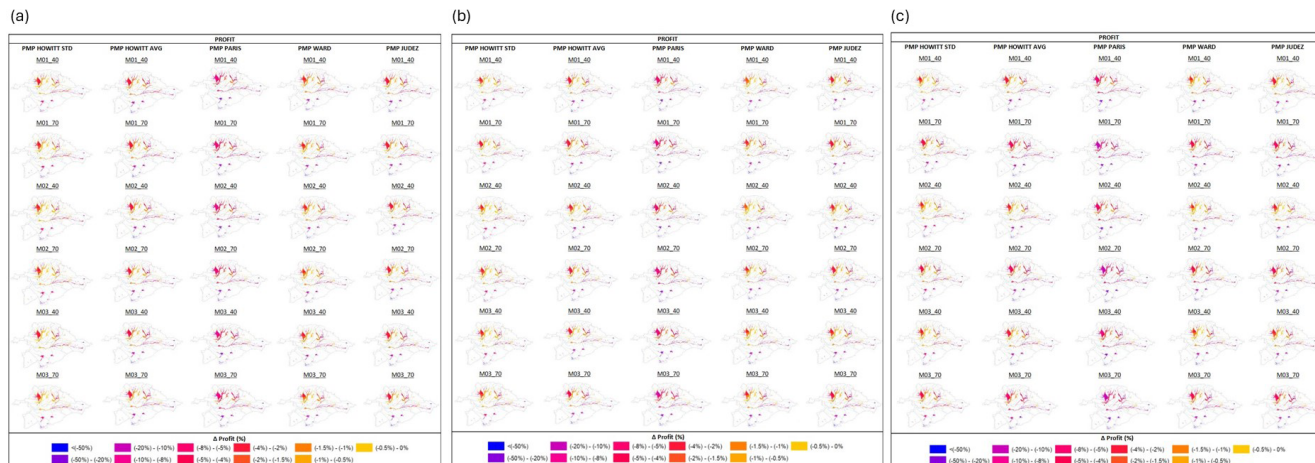 (a)
PROFIT
PMP HOWITT STD PMP HOWITT AVG PMP PARIS PMP WARD PMP JUDEZ
M01_40 M01_40 M01_40 M01_40 M01_40
M01_70 M01_70 M01_70 M01_70 M01_70
M02_40 M02_40 M02_40 M02_40 M02_40
M02_70 M02_70 M02_70 M02_70 M02_70
M03_40 M03_40 M03_40 M03_40 M03_40
M03_70 M03_70 M03_70 M03_70 M03_70
Δ Profit (%)
<(-50%) (-20%) - (-10%) (-8%) - (-5%) (-4%) - (-2%) (-1.5%) - (-1%) (-0.5%) - 0%
(-50%) - (-20%) (-10%) - (-8%) (-5%) - (-4%) (-2%) - (-1.5%) (-1%) - (-0.5%)
(b)
PROFIT
PMP HOWITT STD PMP HOWITT AVG PMP PARIS PMP WARD PMP JUDEZ
M01_40 M01_40 M01_40 M01_40 M01_40
M01_70 M01_70 M01_70 M01_70 M01_70
M02_40 M02_40 M02_40 M02_40 M02_40
M02_70 M02_70 M02_70 M02_70 M02_70
M03_40 M03_40 M03_40 M03_40 M03_40
M03_70 M03_70 M03_70 M03_70 M03_70
Δ Profit (%)
<(-50%) (-20%) - (-10%) (-8%) - (-5%) (-4%) - (-2%) (-1.5%) - (-1%) (-0.5%) - 0%
(-50%) - (-20%) (-10%) - (-8%) (-5%) - (-4%) (-2%) - (-1.5%) (-1%) - (-0.5%)
(c)
PROFIT
PMP HOWITT STD PMP HOWITT AVG PMP PARIS PMP WARD PMP JUDEZ
M01_40 M01_40 M01_40 M01_40 M01_40
M01_70 M01_70 M01_70 M01_70 M01_70
M02_40 M02_40 M02_40 M02_40 M02_40
M02_70 M02_70 M02_70 M02_70 M02_70
M03_40 M03_40 M03_40 M03_40 M03_40
M03_70 M03_70 M03_70 M03_70 M03_70
Δ Profit (%)
<(-50%) (-20%) - (-10%) (-8%) - (-5%) (-4%) - (-2%) (-1.5%) - (-1%) (-0.5%) - 0%
(-50%) - (-20%) (-10%) - (-8%) (-5%) - (-4%) (-2%) - (-1.5%) (-1%) - (-0.5%)